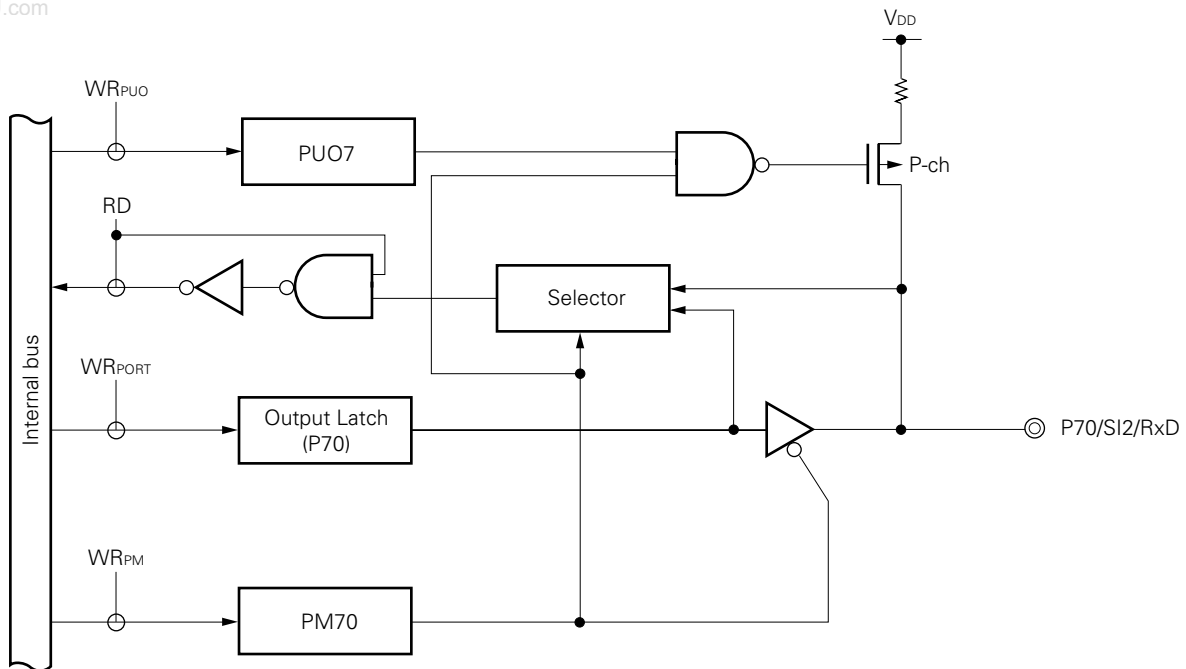 l.com
VDD
WRPUO
PUO7
P-ch
RD
Selector
Internal bus
WRPORT
Output Latch
(P70)
P70/SI2/RxD
WRPM
PM70